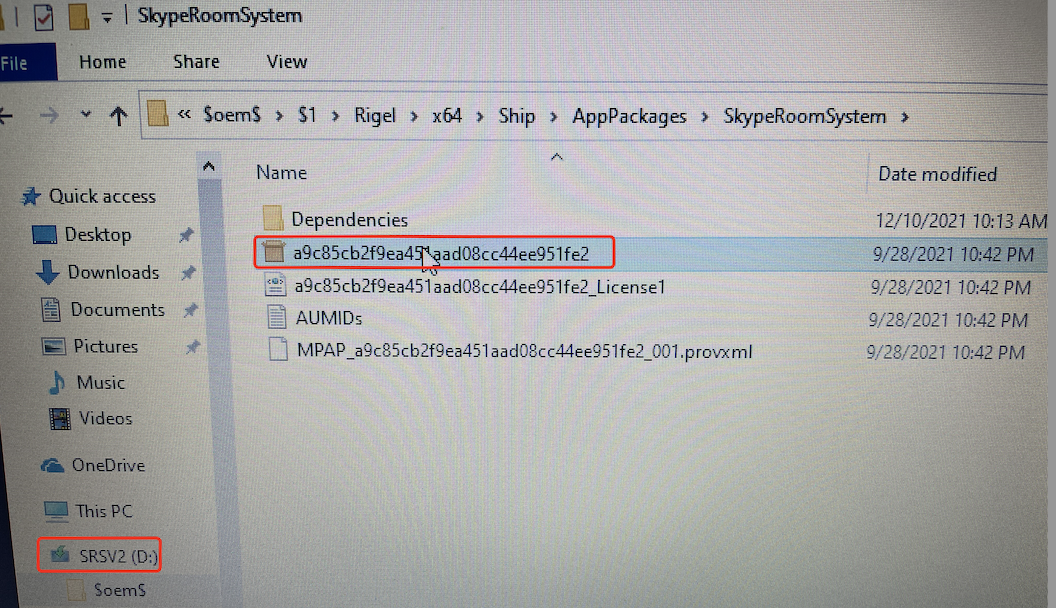 SkypeRoomSystem
File Home Share View
« $oem$ > $1 > Rigel > x64 > Ship > AppPackages > SkypeRoomSystem >
Name Date modified
Quick access
Desktop
Downloads
Documents
Pictures
Music
Videos
OneDrive
This PC
SRSV2 (D:)
$oem$
Dependencies 12/10/2021 10:13 AM
a9c85cb2f9ea451aad08cc44ee951fe2 9/28/2021 10:42 PM
a9c85cb2f9ea451aad08cc44ee951fe2_License1 9/28/2021 10:42 PM
AUMIDs 9/28/2021 10:42 PM
MPAP_a9c85cb2f9ea451aad08cc44ee951fe2_001.provxml 9/28/2021 10:42 PM